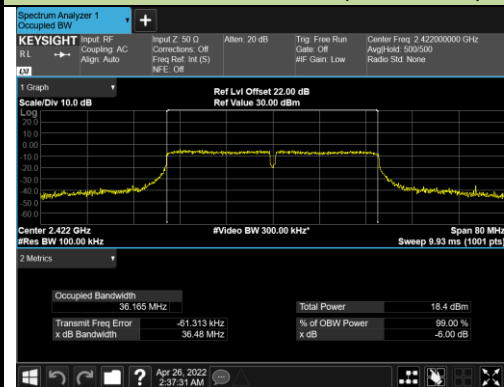 Spectrum Analyzer 1
Occupied BW
KEYSIGHT
Input: RF
Coupling: AC
Align: Auto
Input Z: 50 Ω
Corrections: Off
Freq Ref: Int (S)
NFE: Off
Atten: 20 dB
Trig: Free Run
Gate: Off
#IF Gain: Low
Center Freq: 2.422000000 GHz
Avg|Hold: 500/500
Radio Std: None
R L
LXI
1 Graph
Scale/Div 10.0 dB
Ref Lvl Offset 22.00 dB
Ref Value 30.00 dBm
Log
20.0
10.0
0.00
-10.0
-20.0
-30.0
-40.0
-50.0
-60.0
Center 2.422 GHz
#Res BW 100.00 kHz
#Video BW 300.00 kHz*
Span 80 MHz
Sweep 9.93 ms (1001 pts)
2 Metrics
Occupied Bandwidth
36.165 MHz
Transmit Freq Error -61.313 kHz
x dB Bandwidth 36.48 MHz
Total Power 18.4 dBm
% of OBW Power 99.00 %
x dB -6.00 dB
?
Apr 26, 2022
2:37:31 AM